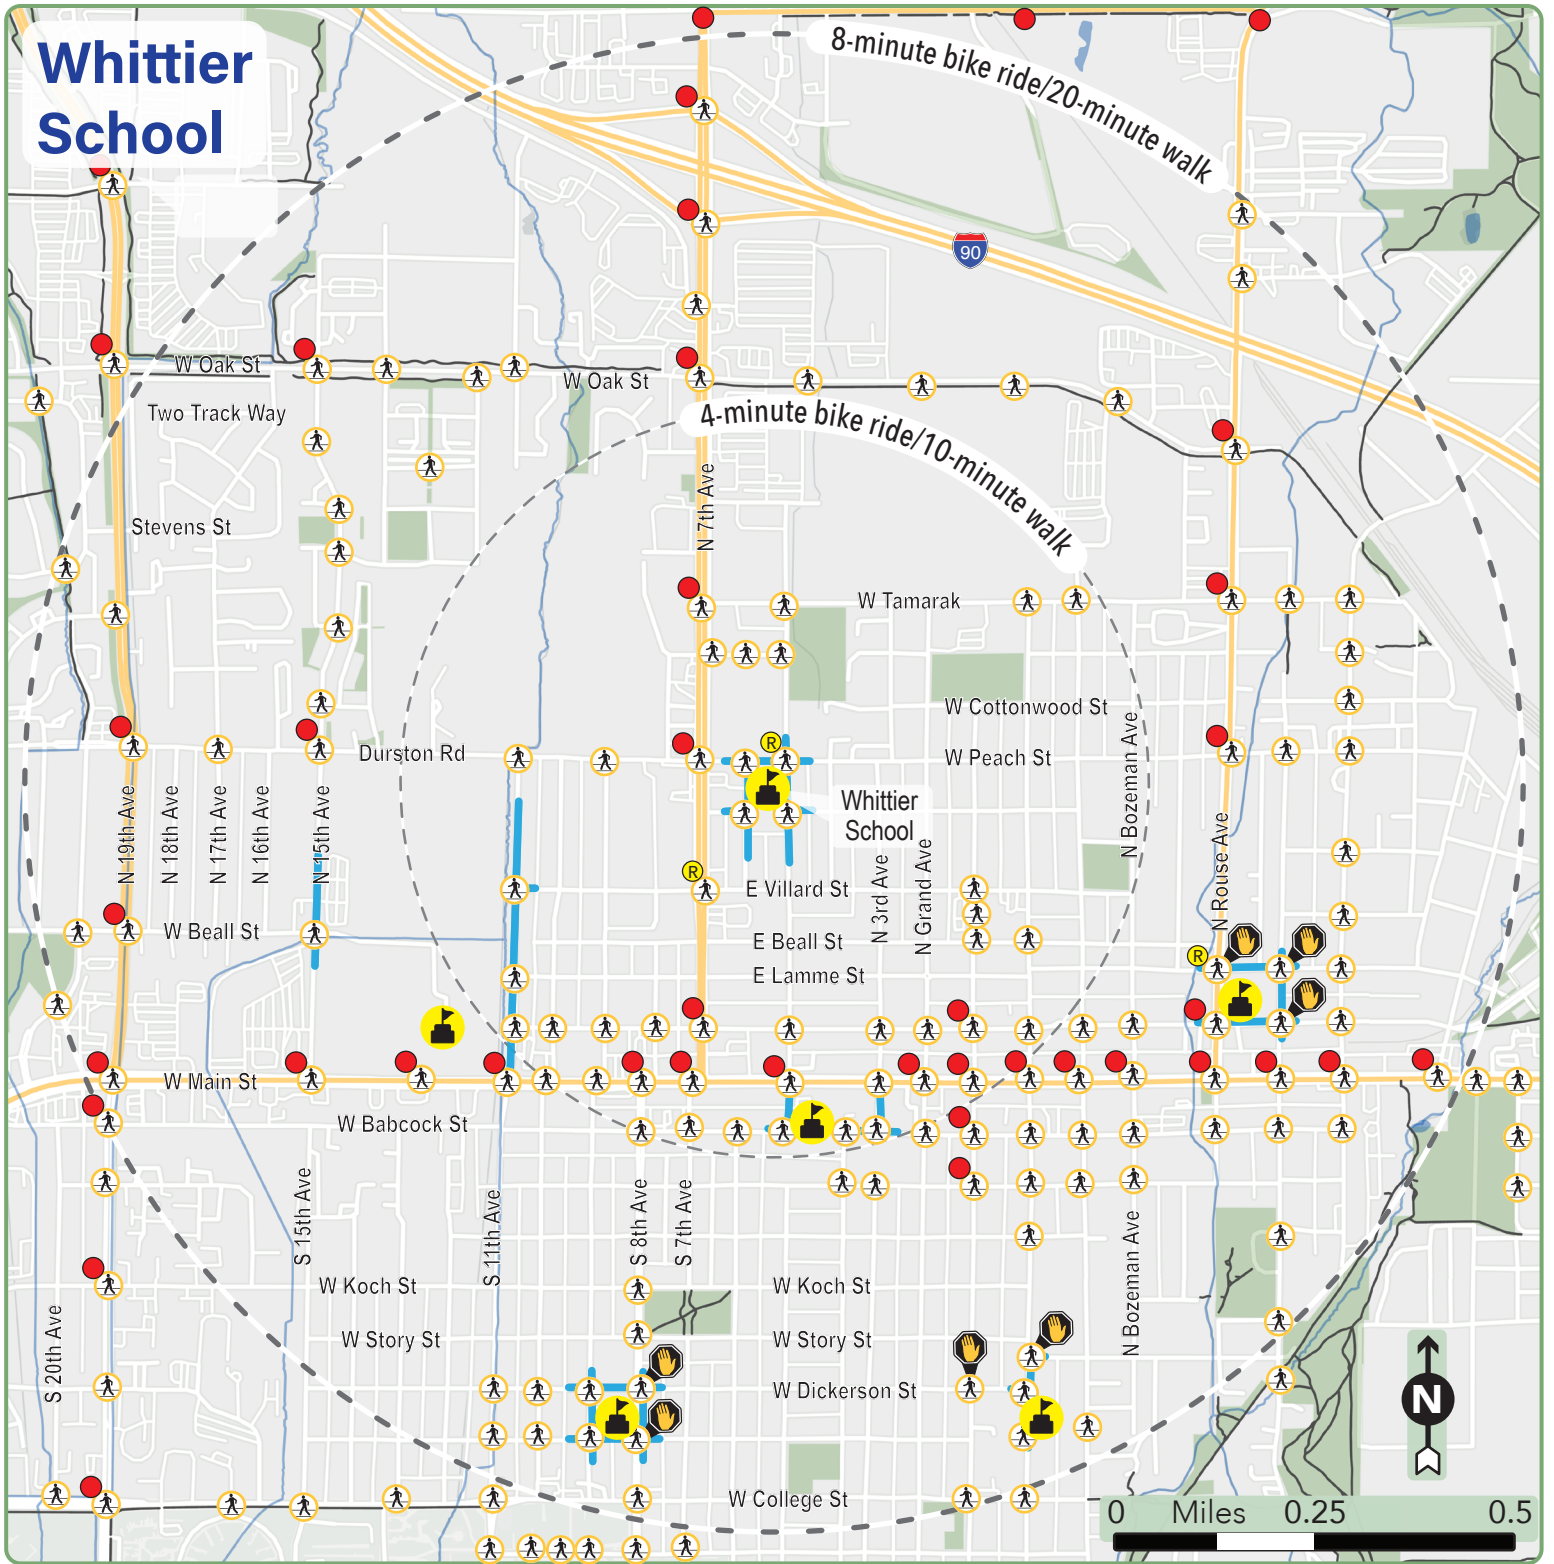 Whittier
School
8-minute bike ride/20-minute walk
90
W Oak St
W Oak St
Two Track Way
4-minute bike ride/10-minute walk
N 7th Ave
Stevens St
W Tamarak
W Cottonwood St
Durston Rd
R
W Peach St
N Bozeman Ave
Whittier
School
N 19th Ave
N 18th Ave
N 17th Ave
N 16th Ave
N 15th Ave
R
E Villard St
N 3rd Ave
N Grand Ave
N Rouse Ave
W Beall St
E Beall St
R
E Lamme St
W Main St
W Babcock St
S 15th Ave
S 11th Ave
S 8th Ave
S 7th Ave
N Bozeman Ave
W Koch St
W Koch St
S 20th Ave
W Story St
W Story St
W Dickerson St
N
W College St
0 Miles 0.25 0.5